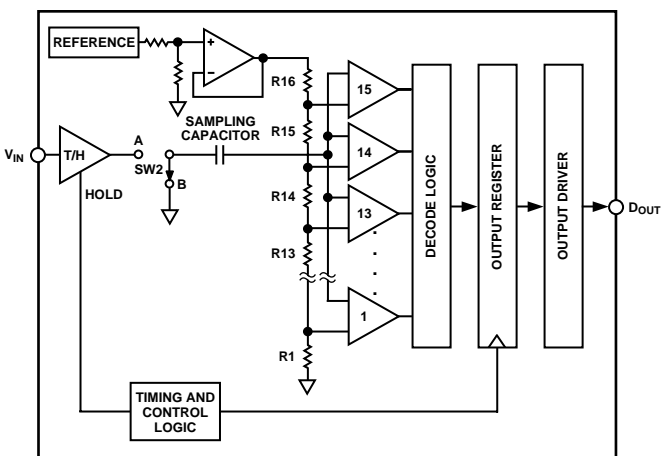 REFERENCE
+
–
R16
15
SAMPLING
CAPACITOR
R15
A
V_IN
T/H
14
SW2
B
HOLD
R14
13
R13
1
R1
DECODE LOGIC
OUTPUT REGISTER
OUTPUT DRIVER
D_OUT
TIMING AND
CONTROL
LOGIC